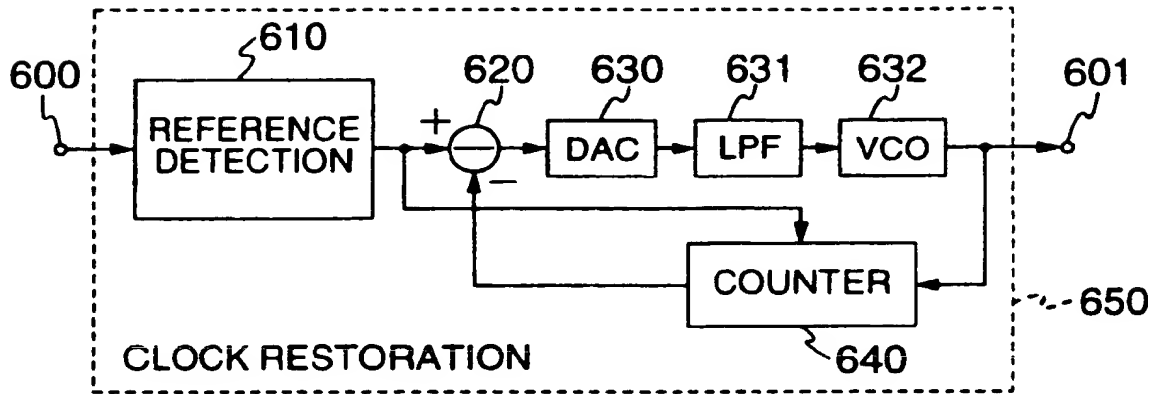 610
600
620
630
631
632
601
REFERENCE
DETECTION
+
−
DAC
LPF
VCO
−
COUNTER
650
640
CLOCK RESTORATION